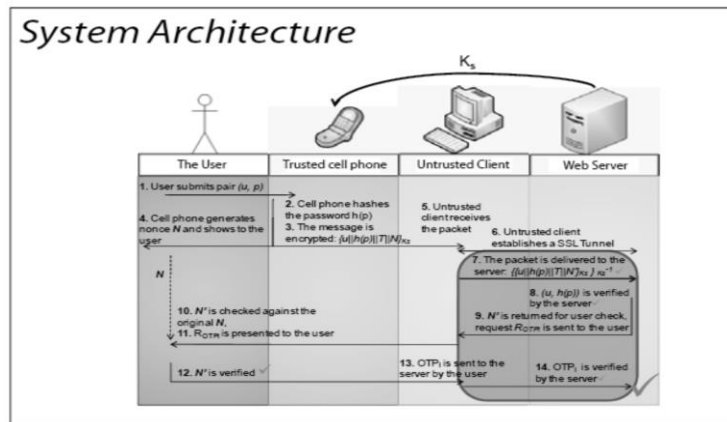 System Architecture
Ks
The User
Trusted cell phone
Untrusted Client
Web Server
1. User submits pair (u, p)
2. Cell phone hashes
the password h(p)
3. The message is
encrypted: {u||h(p)||T||N}Ks
4. Cell phone generates
nonce N and shows to the
user
5. Untrusted
client receives
the packet
6. Untrusted client
establishes a SSL Tunnel
7. The packet is delivered to the
server: {{u||h(p)||T||N'}Ks } Ks-1
N
8. (u, h(p)) is verified
by the server
9. N' is returned for user check,
request ROTM is sent to the user
10. N' is checked against the
original N,
11. ROTM is presented to the user
12. N' is verified
13. OTPi is sent to the
server by the user
14. OTPi is verified
by the server